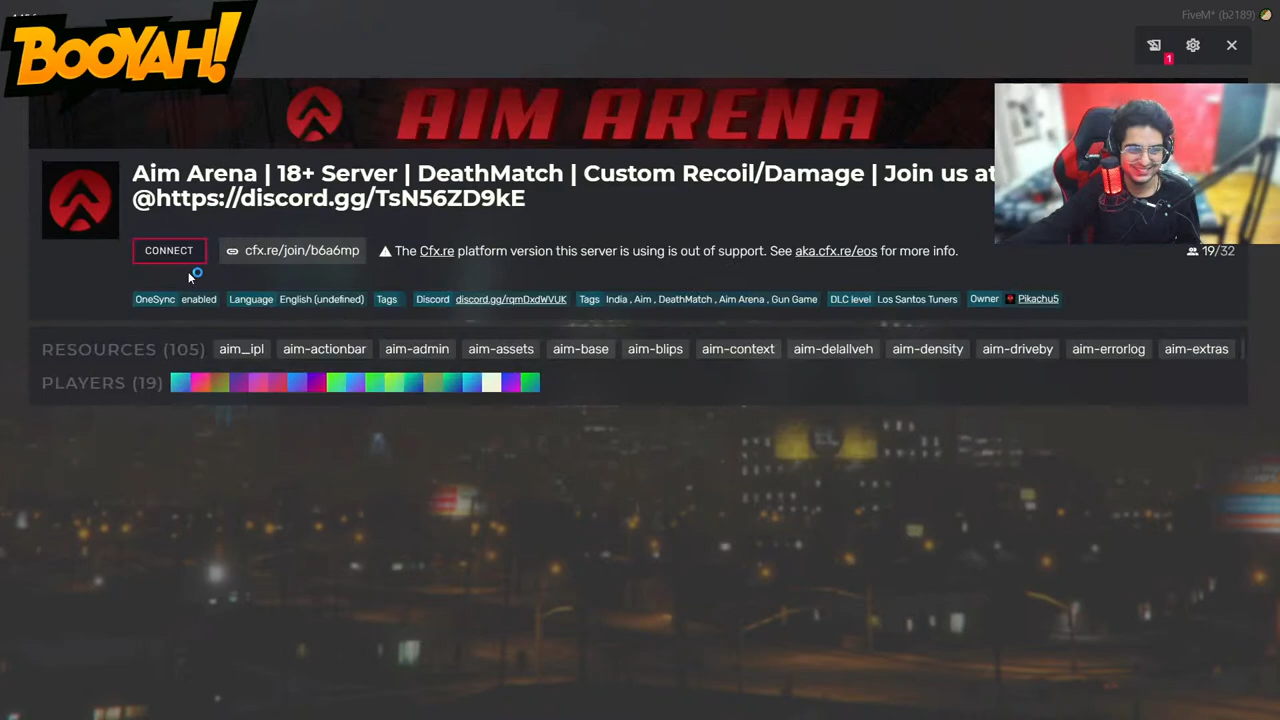 FiveM* (b2189)
BOOYAH!
1
AIM ARENA
Aim Arena | 18+ Server | DeathMatch | Custom Recoil/Damage | Join us at
@https://discord.gg/TsN56ZD9kE
CONNECT
cfx.re/join/b6a6mp
The Cfx.re platform version this server is using is out of support. See aka.cfx.re/eos for more info.
19/32
OneSync enabled
Language English (undefined)
Tags
Discord discord.gg/rqmDxdWVUK
Tags India , Aim , DeathMatch , Aim Arena , Gun Game
DLC level Los Santos Tuners
Owner Pikachu5
RESOURCES (105) aim_ipl aim-actionbar aim-admin aim-assets aim-base aim-blips aim-context aim-delallveh aim-density aim-driveby aim-errorlog aim-extras
PLAYERS (19)